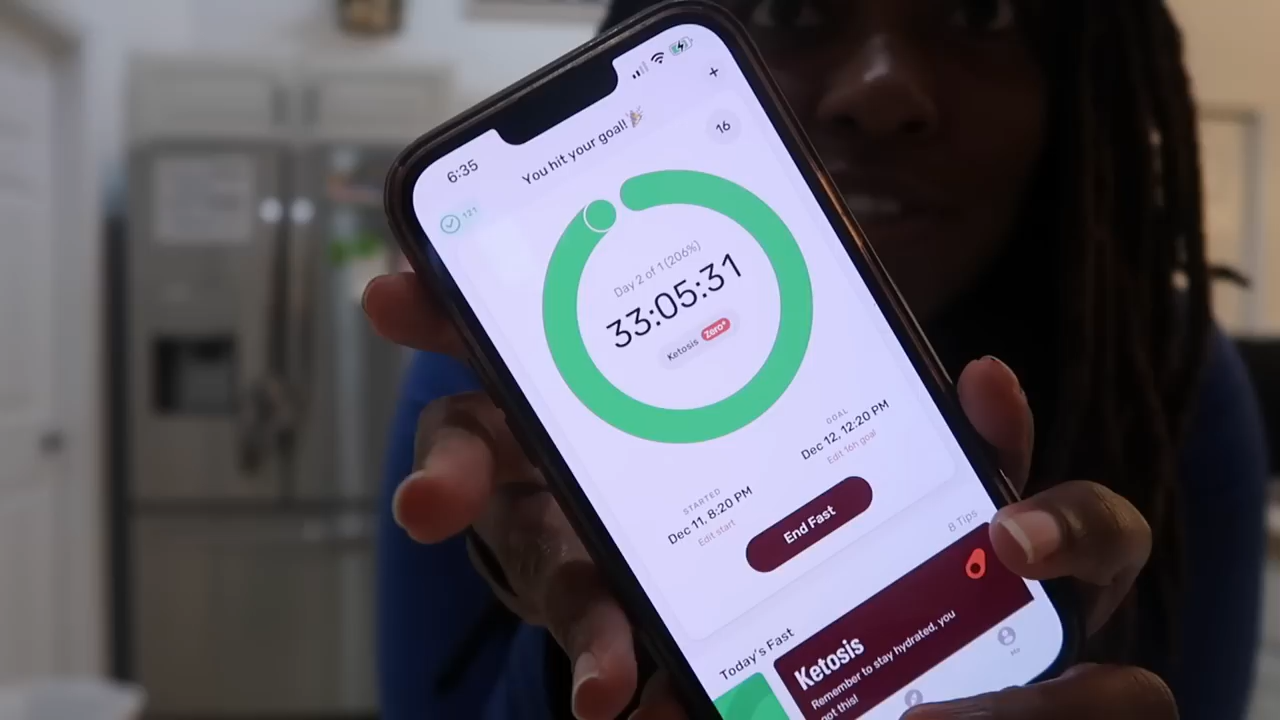 6:35
You hit your goal!🎉
+
121
16
Day 2 of 1 (206%)
33:05:31
Ketosis Zero+
STARTED
Dec 11, 8:20 PM
Edit start
GOAL
Dec 12, 12:20 PM
Edit 16h goal
End Fast
Today's Fast
8 Tips
Ketosis
Remember to stay hydrated, you
got this!
Me